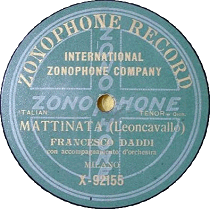 ZONOPHONE RECORD
INTERNATIONAL
ZONOPHONE COMPANY
ZONOPHONE
ITALIAN TENOR
MATTINATA (Leoncavallo)
FRANCESCO DADDI
con accompagnamento d'orchestra
MILANO
X-92155